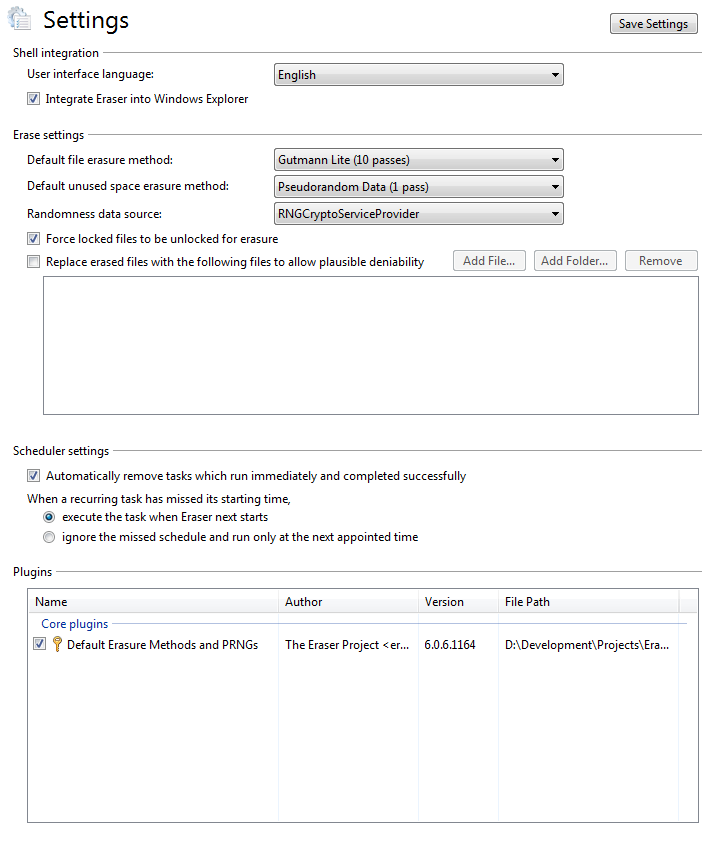 Settings
Save Settings
Shell integration
User interface language: English
Integrate Eraser into Windows Explorer
Erase settings
Default file erasure method: Gutmann Lite (10 passes)
Default unused space erasure method: Pseudorandom Data (1 pass)
Randomness data source: RNGCryptoServiceProvider
Force locked files to be unlocked for erasure
Replace erased files with the following files to allow plausible deniability Add File... Add Folder... Remove
Scheduler settings
Automatically remove tasks which run immediately and completed successfully
When a recurring task has missed its starting time,
execute the task when Eraser next starts
ignore the missed schedule and run only at the next appointed time
Plugins
Name Author Version File Path
Core plugins
Default Erasure Methods and PRNGs The Eraser Project <er... 6.0.6.1164 D:\Development\Projects\Era...